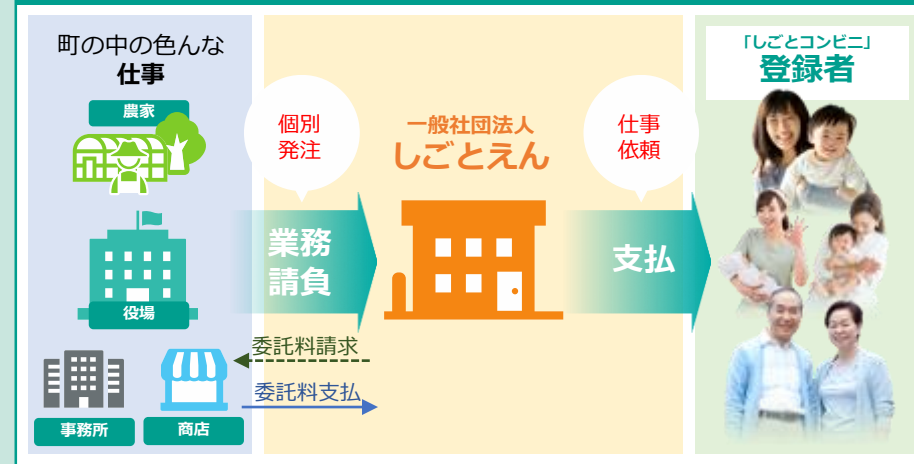 町の中の色んな
仕事
農家
役場
事務所
商店
個別
発注
業務
請負
委託料請求
委託料支払
一般社団法人
しごとえん
仕事
依頼
支払
「しごとコンビニ」
登録者